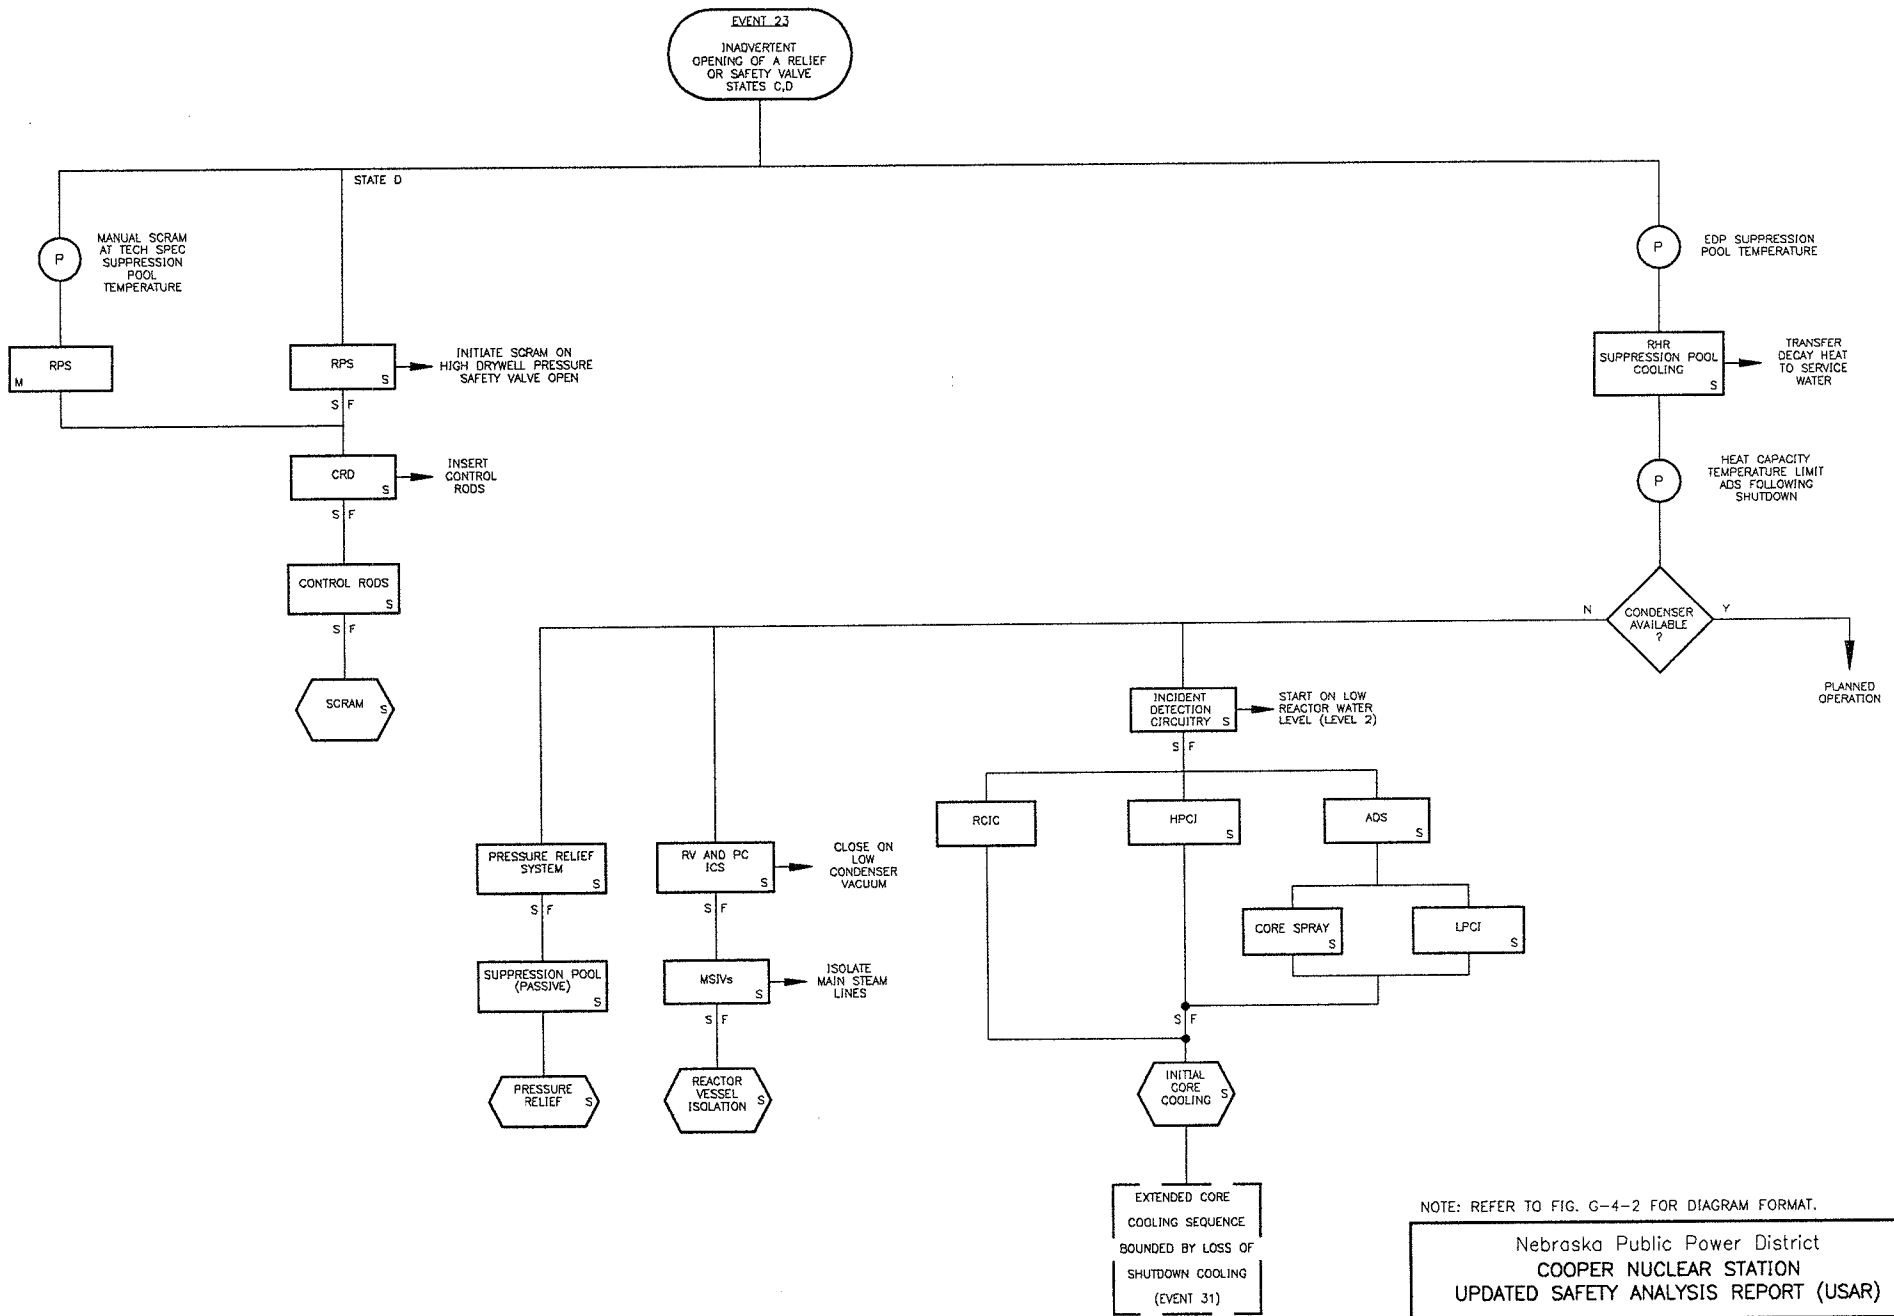 EVENT 23
INADVERTENT
OPENING OF A RELIEF
OR SAFETY VALVE
STATES C,D
STATE D
P
MANUAL SCRAM
AT TECH SPEC
SUPPRESSION
POOL
TEMPERATURE
P
EDP SUPPRESSION
POOL TEMPERATURE
RPS
M
RPS
S
INITIATE SCRAM ON
HIGH DRYWELL PRESSURE
SAFETY VALVE OPEN
S F
RHR
SUPPRESSION POOL
COOLING
S
TRANSFER
DECAY HEAT
TO SERVICE
WATER
CRD
S
INSERT
CONTROL
RODS
S F
P
HEAT CAPACITY
TEMPERATURE LIMIT
ADS FOLLOWING
SHUTDOWN
CONTROL RODS
S
S F
SCRAM S
N
CONDENSER
AVAILABLE
?
Y
PLANNED
OPERATION
INCIDENT
DETECTION
CIRCUITRY S
START ON LOW
REACTOR WATER
LEVEL (LEVEL 2)
S F
RCIC
HPCI
S
ADS
S
PRESSURE RELIEF
SYSTEM
S
S F
RV AND PC
ICS
S
CLOSE ON
LOW
CONDENSER
VACUUM
S F
CORE SPRAY
S
LPCI
S
SUPPRESSION POOL
(PASSIVE)
S
MSIVs
S
ISOLATE
MAIN STEAM
LINES
S F
S F
PRESSURE
RELIEF S
REACTOR
VESSEL
ISOLATION S
INITIAL
CORE
COOLING S
EXTENDED CORE
COOLING SEQUENCE
BOUNDED BY LOSS OF
SHUTDOWN COOLING
(EVENT 31)
NOTE: REFER TO FIG. G-4-2 FOR DIAGRAM FORMAT.
Nebraska Public Power District
COOPER NUCLEAR STATION
UPDATED SAFETY ANALYSIS REPORT (USAR)